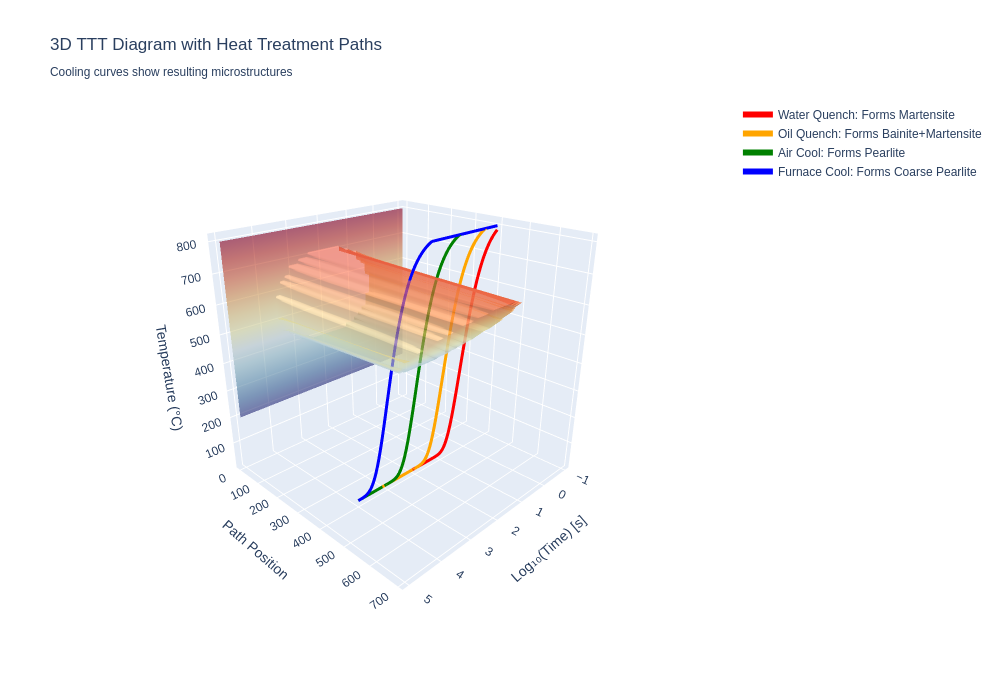 3D TTT Diagram with Heat Treatment Paths
Cooling curves show resulting microstructures
Water Quench: Forms Martensite
Oil Quench: Forms Bainite+Martensite
Air Cool: Forms Pearlite
Furnace Cool: Forms Coarse Pearlite
800
700
600
500
400
300
200
100
0
Temperature (°C)
100
200
300
400
500
600
700
Path Position
−1
0
1
2
3
4
5
Log₁₀(Time) [s]